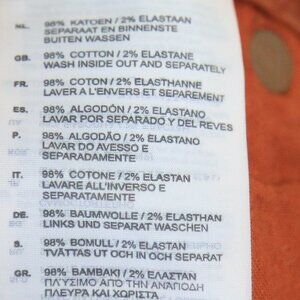 NL. 98% KATOEN / 2% ELASTAAN
SEPARAAT EN BINNENSTE
BUITEN WASSEN
GB. 98% COTTON / 2% ELASTANE
WASH INSIDE OUT AND SEPARATELY
FR. 98% COTON / 2% ELASTHANNE
LAVER A L'ENVERS ET SEPAREMENT
ES. 98% ALGODÓN / 2% ELASTANO
LAVAR POR SEPARADO Y DEL REVES
P. 98% ALGODÃO / 2% ELASTANO
LAVAR DO AVESSO E
SEPARADAMENTE
IT. 98% COTONE / 2% ELASTAN
LAVARE ALL'INVERSO E
SEPARATAMENTE
DE. 98% BAUMWOLLE / 2% ELASTHAN
LINKS UND SEPARAT WASCHEN
S. 98% BOMULL / 2% ELASTAN
TVÄTTAS UT OCH IN OCH SEPARAT
GR. 98% ΒΑΜΒΑΚΙ / 2% ΕΛΑΣΤΑΝ
ΠΛΥΣΙΜΟ ΑΠΟ ΤΗΝ ΑΝΑΠΟΔΗ
ΠΛΕΥΡΑ ΚΑΙ ΧΩΡΙΣΤΑ